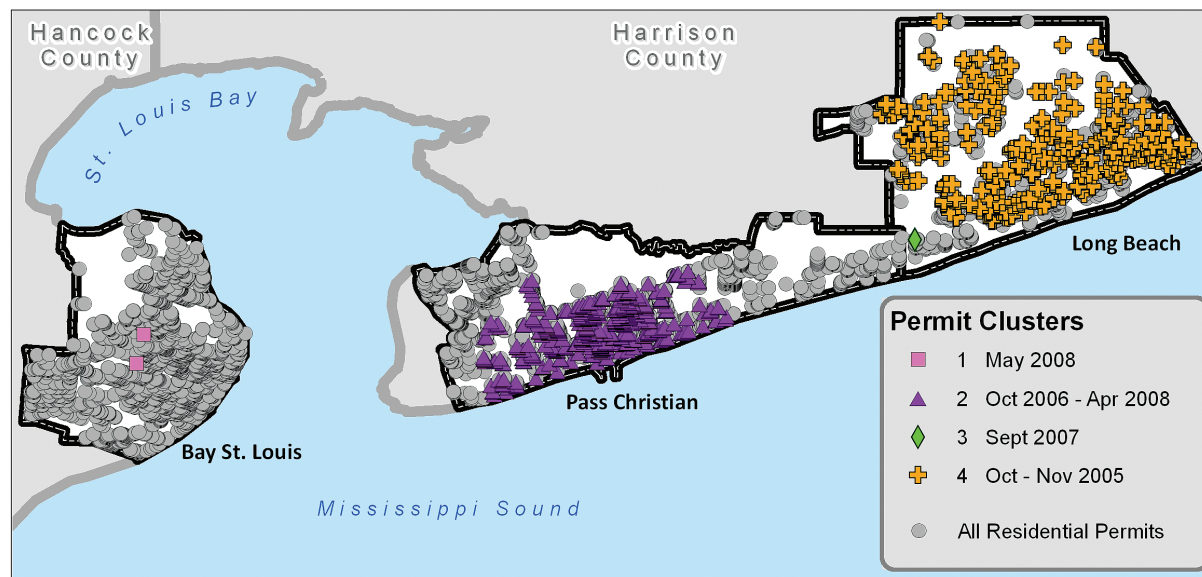 Hancock
County
Harrison
County
St. Louis Bay
Long Beach
Pass Christian
Bay St. Louis
Mississippi Sound
Permit Clusters
1 May 2008
2 Oct 2006 - Apr 2008
3 Sept 2007
4 Oct - Nov 2005
All Residential Permits